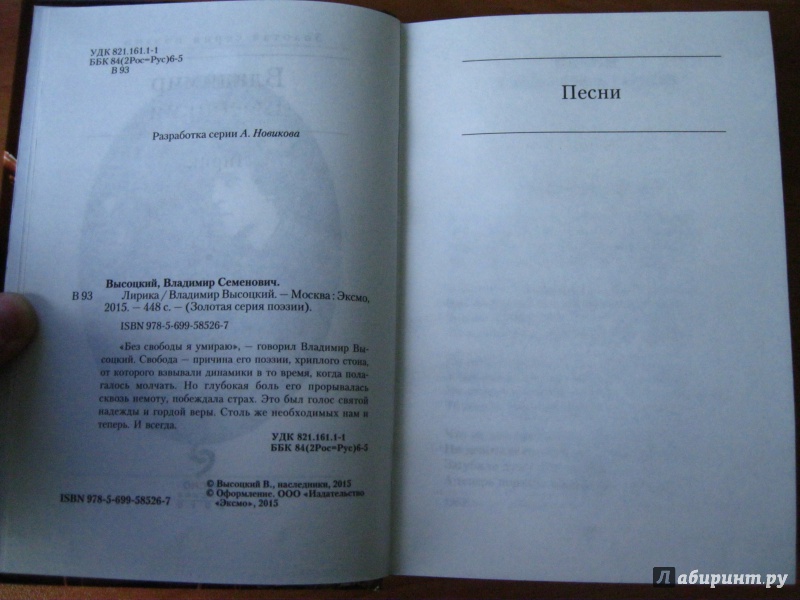 УДК 821.161.1-1
ББК 84(2Рос=Рус)6-5
В 93
Разработка серии А. Новикова
Высоцкий, Владимир Семенович.
В 93 Лирика / Владимир Высоцкий. — Москва : Эксмо,
2015. — 448 с. — (Золотая серия поэзии).
ISBN 978-5-699-58526-7
«Без свободы я умираю», — говорил Владимир Вы-
соцкий. Свобода — причина его поэзии, хриплого стона,
от которого взвывали динамики в то время, когда пола-
галось молчать. Но глубокая боль его прорывалась
сквозь немоту, побеждала страх. Это был голос святой
надежды и гордой веры. Столь же необходимых нам и
теперь. И всегда.
УДК 821.161.1-1
ББК 84(2Рос=Рус)6-5
© Высоцкий В., наследники, 2015
© Оформление. ООО «Издательство
«Эксмо», 2015
ISBN 978-5-699-58526-7
Песни
Лабиринт.ру